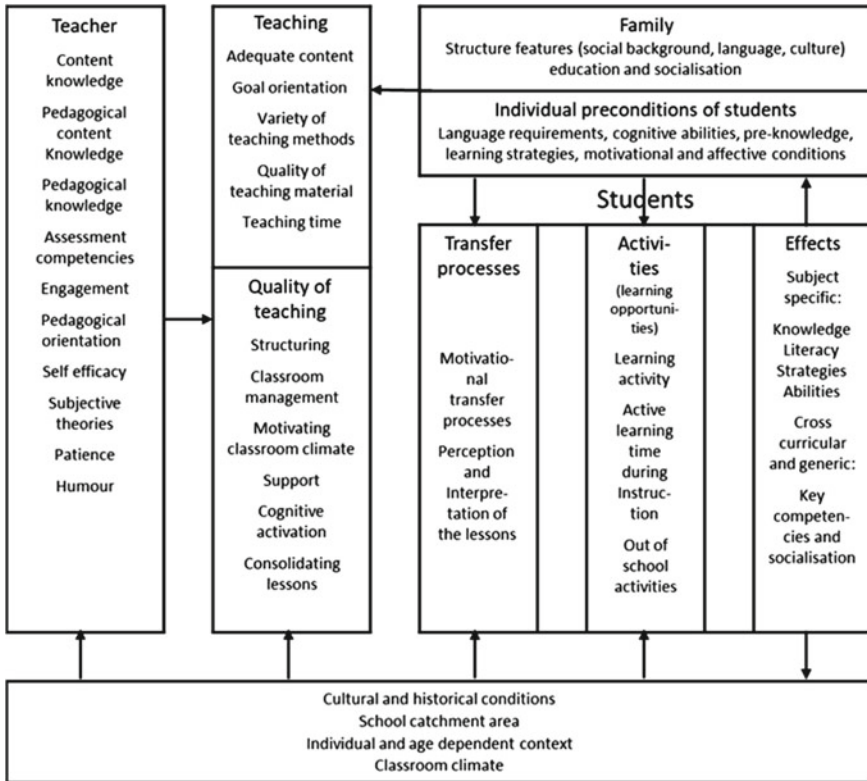 Teacher
Content
knowledge
Pedagogical
content
Knowledge
Pedagogical
knowledge
Assessment
competencies
Engagement
Pedagogical
orientation
Self efficacy
Subjective
theories
Patience
Humour
Teaching
Adequate content
Goal orientation
Variety of
teaching methods
Quality of
teaching material
Teaching time
Quality of
teaching
Structuring
Classroom
management
Motivating
classroom climate
Support
Cognitive
activation
Consolidating
lessons
Family
Structure features (social background, language, culture)
education and socialisation
Individual preconditions of students
Language requirements, cognitive abilities, pre-knowledge,
learning strategies, motivational and affective conditions
Students
Transfer
processes
Motivatio-
nal
transfer
processes
Perception
and
Interpre-
tation of
the lessons
Activi-
ties
(learning
opportuni-
ties)
Learning
activity
Active
learning
time
during
Instruc-
tion
Out of
school
activities
Effects
Subject
specific:
Knowledge
Literacy
Strategies
Abilities
Cross
curricular
and generic:
Key
competen-
cies and
socialisation
Cultural and historical conditions
School catchment area
Individual and age dependent context
Classroom climate